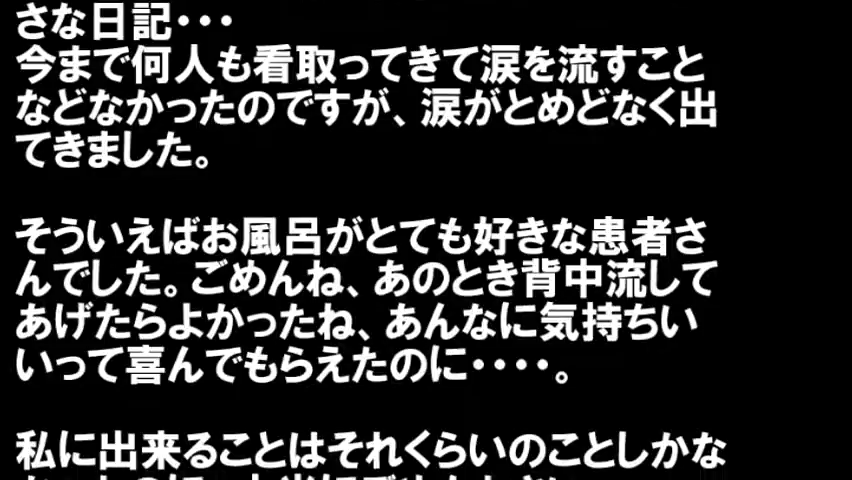 さな日記・・・
今まで何人も看取ってきて涙を流すこと
などなかったのですが、涙がとめどなく出
てきました。
そういえばお風呂がとても好きな患者さ
んでした。ごめんね、あのとき背中流して
あげたらよかったね、あんなに気持ちい
いって喜んでもらえたのに・・・・。
私に出来ることはそれくらいのことしかな